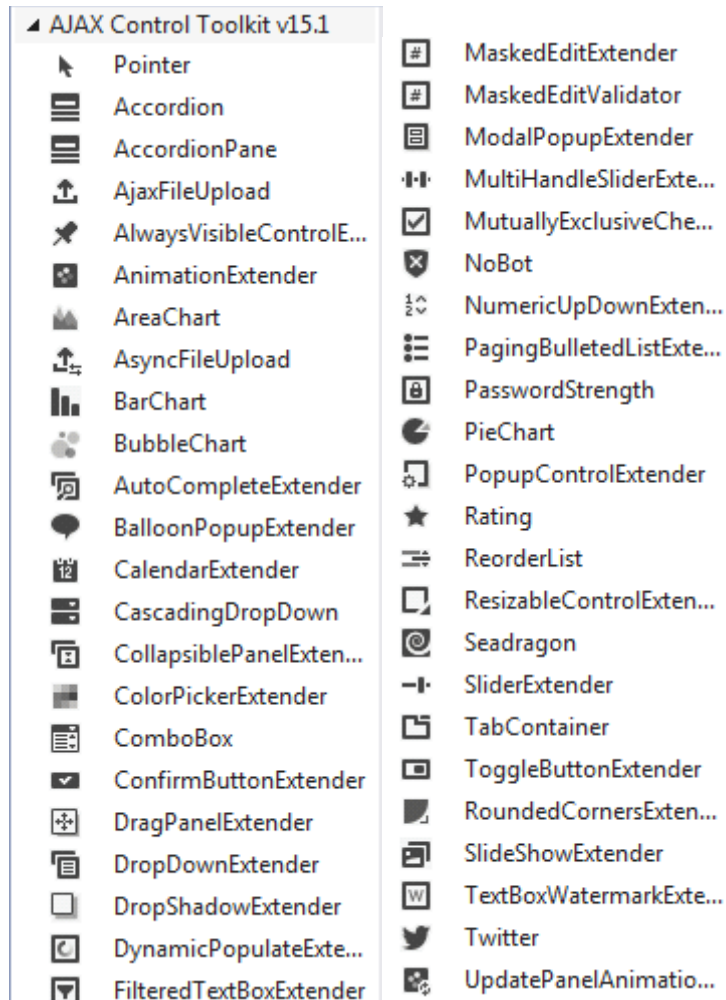 AJAX Control Toolkit v15.1
Pointer
Accordion
AccordionPane
AjaxFileUpload
AlwaysVisibleControlE...
AnimationExtender
AreaChart
AsyncFileUpload
BarChart
BubbleChart
AutoCompleteExtender
BalloonPopupExtender
CalendarExtender
CascadingDropDown
CollapsiblePanelExten...
ColorPickerExtender
ComboBox
ConfirmButtonExtender
DragPanelExtender
DropDownExtender
DropShadowExtender
DynamicPopulateExte...
FilteredTextBoxExtender
MaskedEditExtender
MaskedEditValidator
ModalPopupExtender
MultiHandleSliderExte...
MutuallyExclusiveChe...
NoBot
NumericUpDownExten...
PagingBulletedListExte...
PasswordStrength
PieChart
PopupControlExtender
Rating
ReorderList
ResizableControlExten...
Seadragon
SliderExtender
TabContainer
ToggleButtonExtender
RoundedCornersExten...
SlideShowExtender
TextBoxWatermarkExte...
Twitter
UpdatePanelAnimatio...